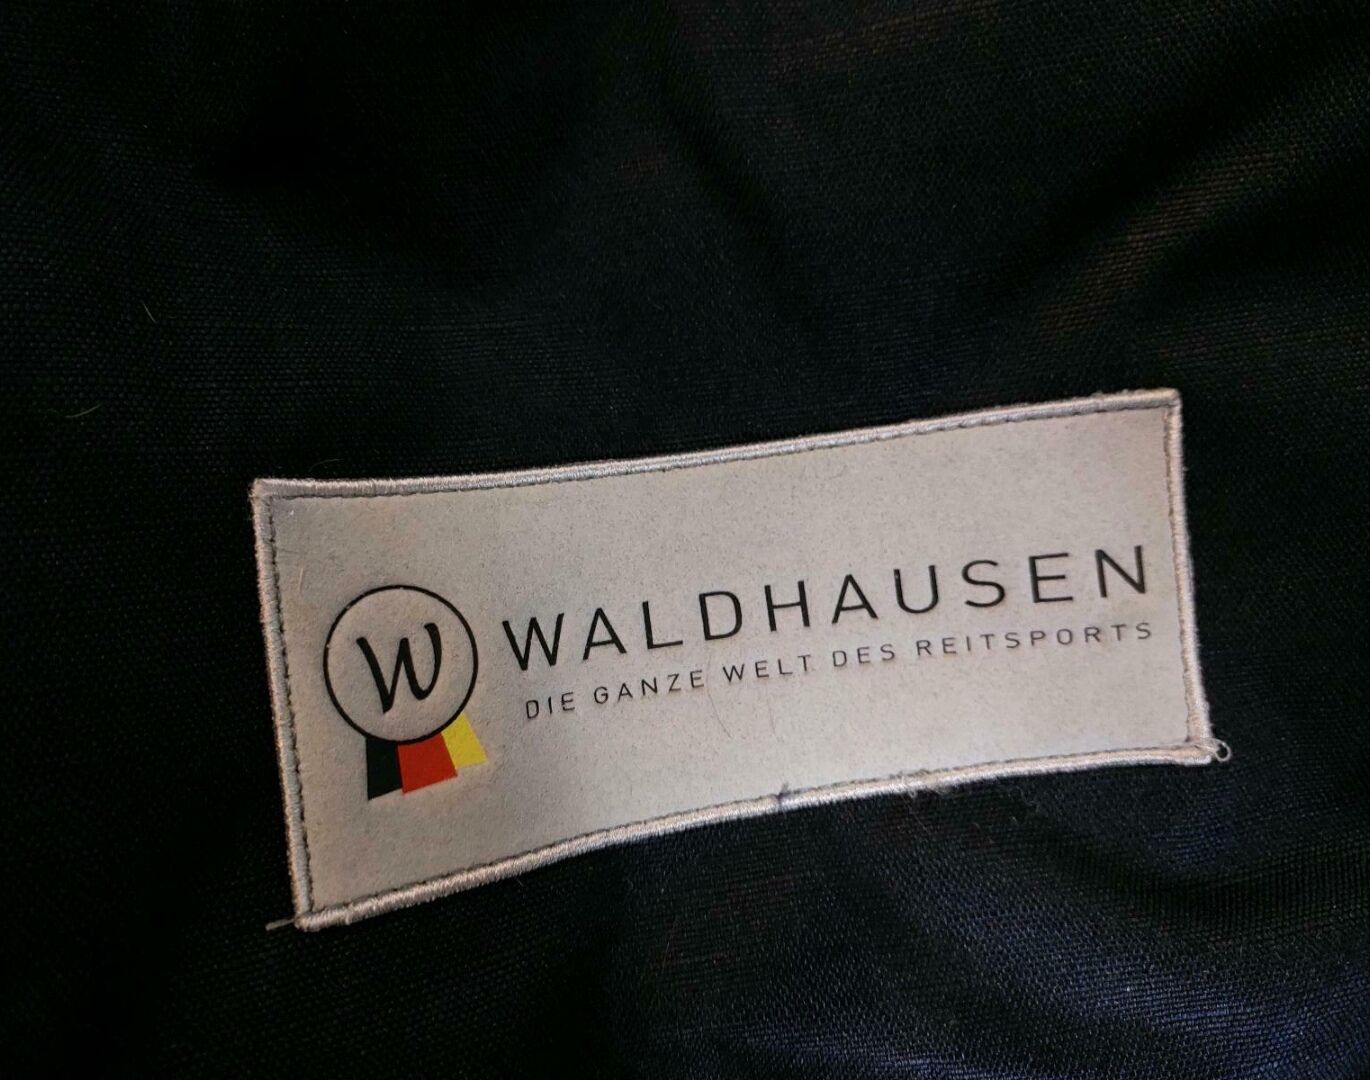 W
WALDHAUSEN
DIE GANZE WELT DES REITSPORTS